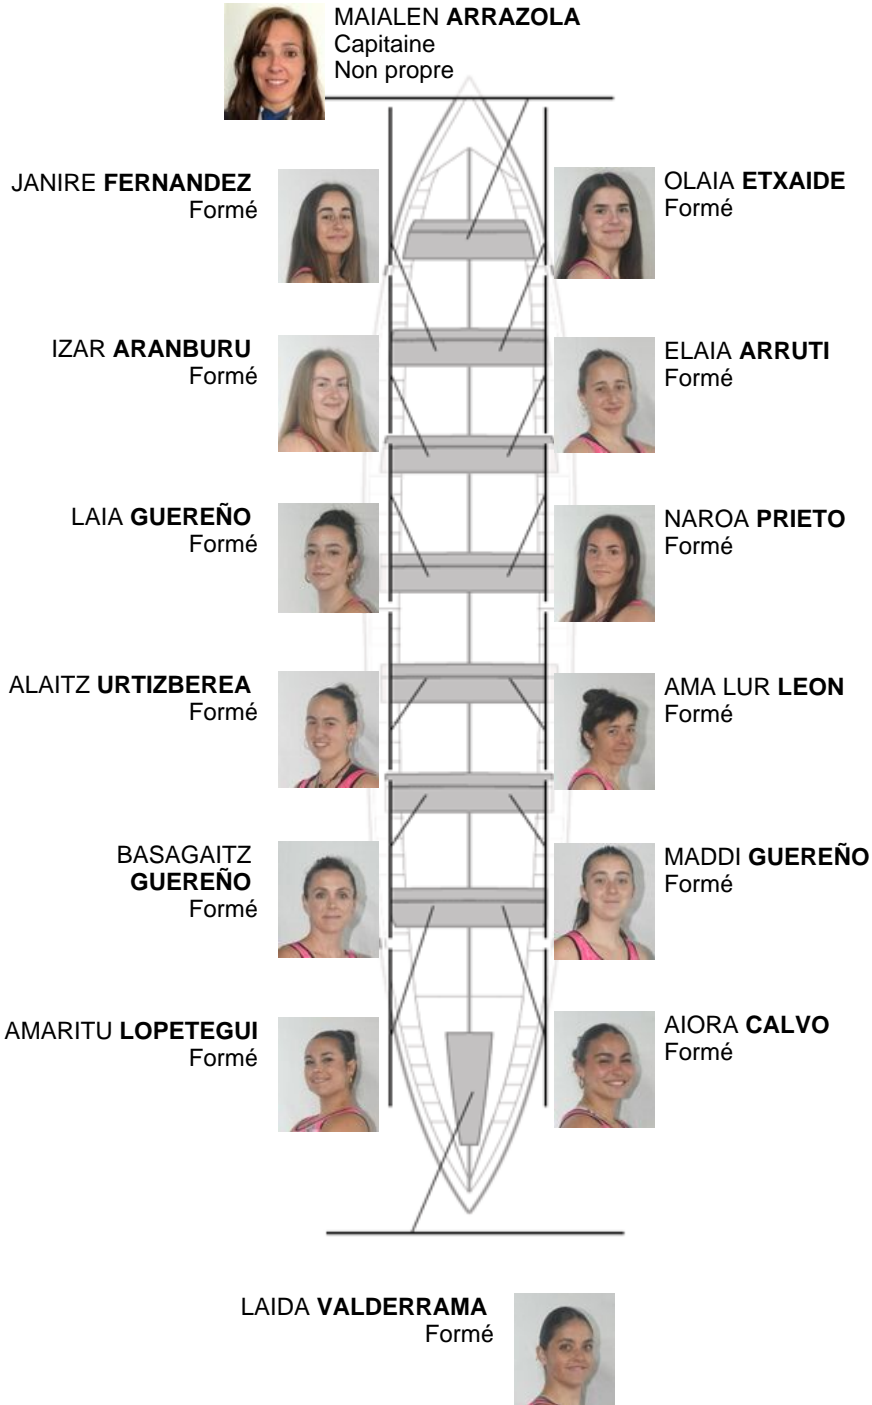 MAIALEN ARRAZOLA
Capitaine
Non propre
JANIRE FERNANDEZ
Formé
OLAIA ETXAIDE
Formé
IZAR ARANBURU
Formé
ELAIA ARRUTI
Formé
LAIA GUEREÑO
Formé
NAROA PRIETO
Formé
ALAITZ URTIZBEREA
Formé
AMA LUR LEON
Formé
BASAGAITZ
GUEREÑO
Formé
MADDI GUEREÑO
Formé
AMARITU LOPETEGUI
Formé
AIORA CALVO
Formé
LAIDA VALDERRAMA
Formé